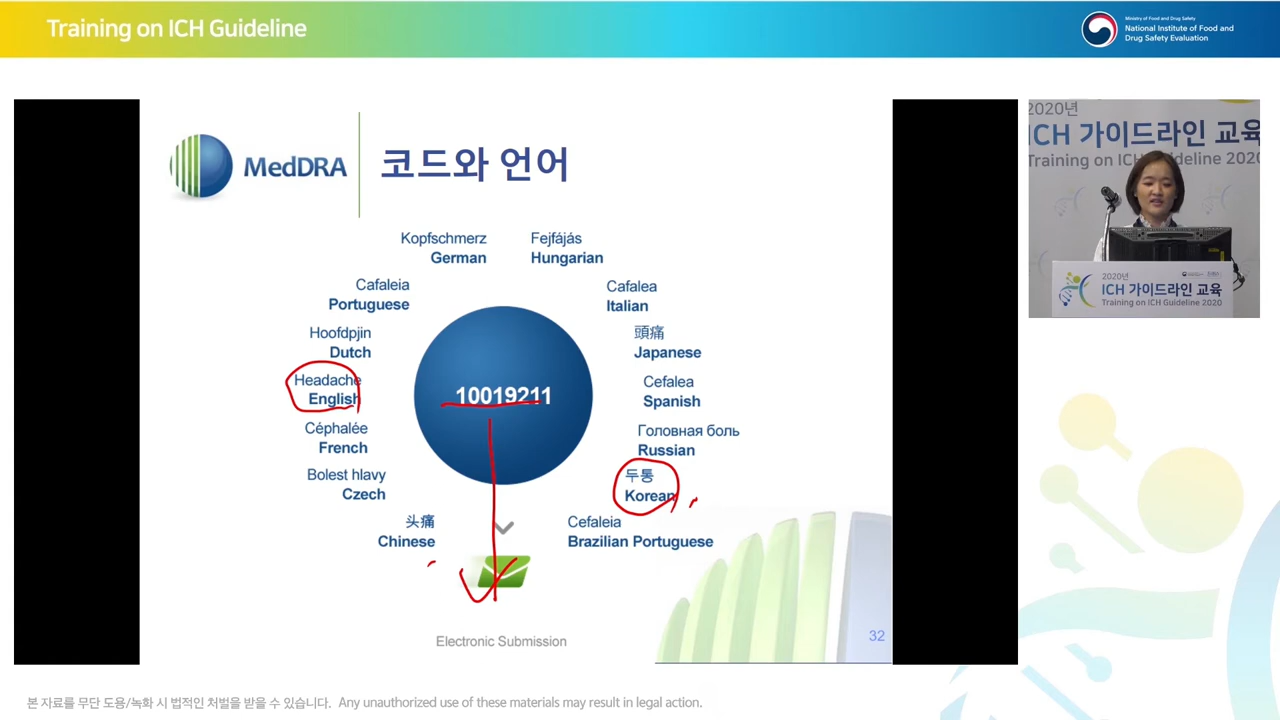 Training on ICH Guideline
Ministry of Food and Drug Safety
National Institute of Food and
Drug Safety Evaluation
MedDRA
코드와 언어
Kopfschmerz
German
Fejfájás
Hungarian
Cafaleia
Portuguese
Cafalea
Italian
Hoofdpjin
Dutch
頭痛
Japanese
Headache
English
10019211
Cefalea
Spanish
Céphalée
French
Головная боль
Russian
Bolest hlavy
Czech
두통
Korean
头痛
Chinese
Cefaleia
Brazilian Portuguese
Electronic Submission
32
2020년
ICH 가이드라인 교육
Training on ICH Guideline 2020
2020년
ICH 가이드라인 교육
Training on ICH Guideline 2020
본 자료를 무단 도용/녹화 시 법적인 처벌을 받을 수 있습니다. Any unauthorized use of these materials may result in legal action.